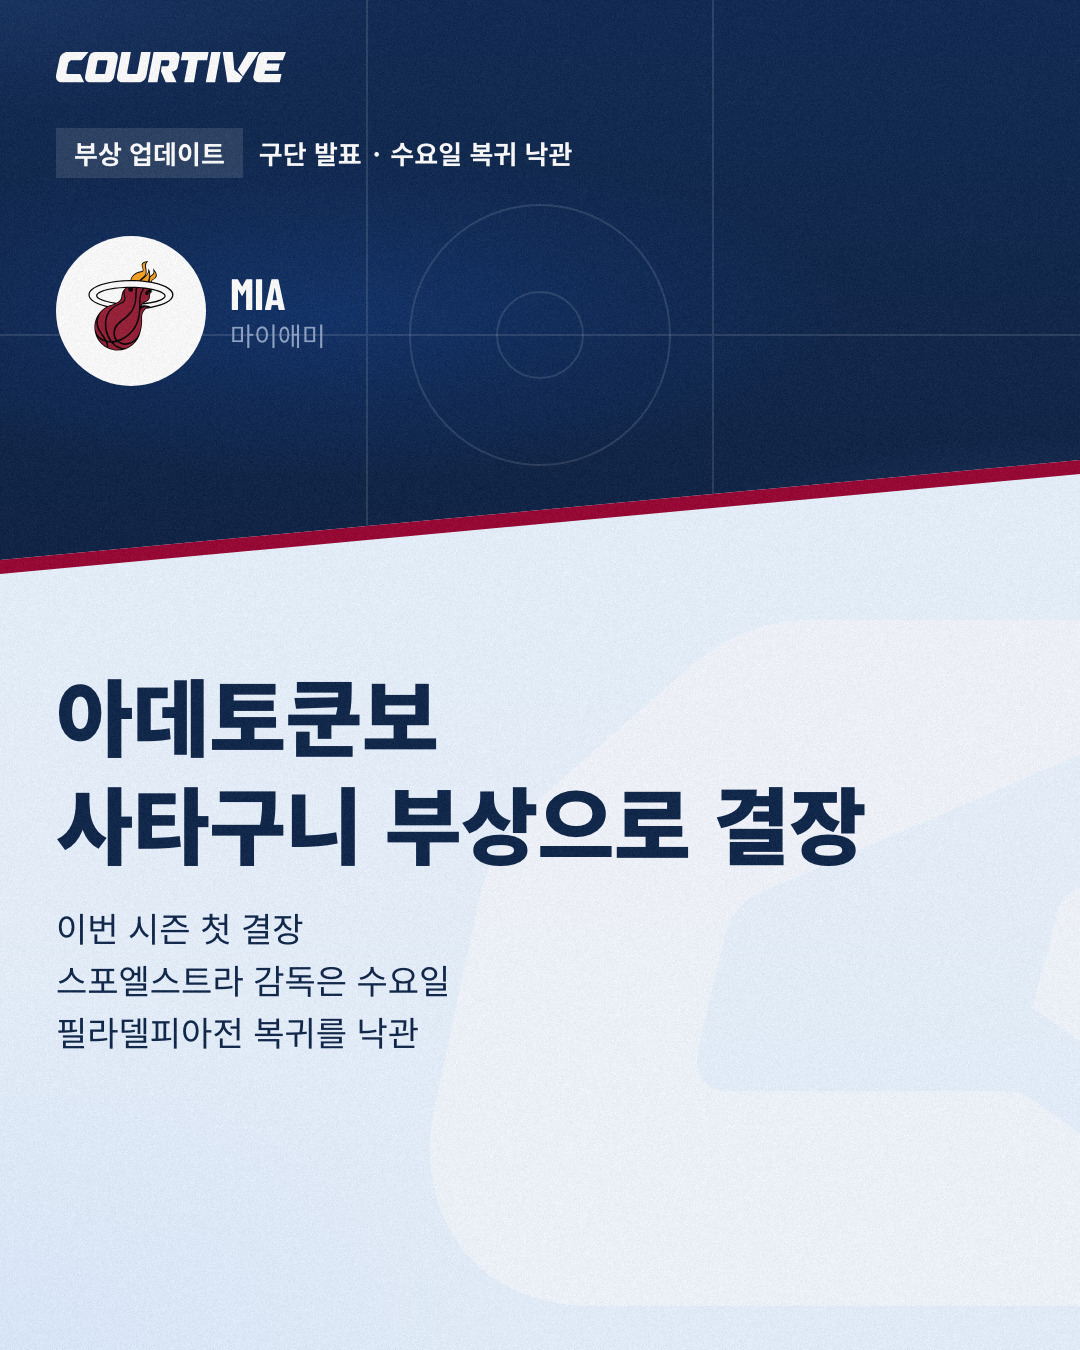 COURTIVE
부상 업데이트 구단 발표 · 수요일 복귀 낙관
MIA
마이애미
아데토쿤보
사타구니 부상으로 결장
이번 시즌 첫 결장
스포엘스트라 감독은 수요일
필라델피아전 복귀를 낙관